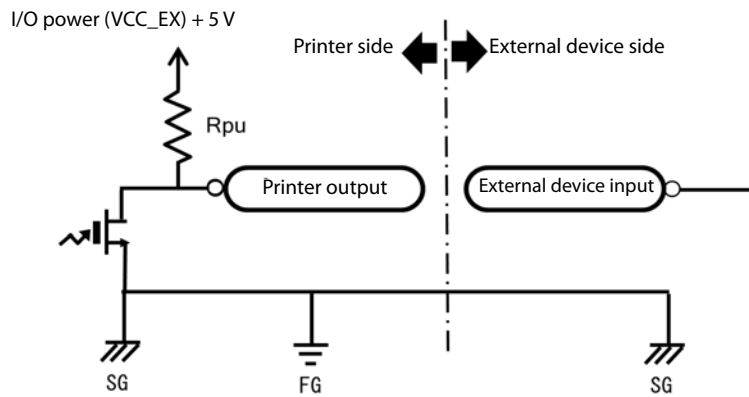 I/O power (VCC_EX) + 5 V
Printer side
External device side
Rpu
Printer output
External device input
SG
FG
SG